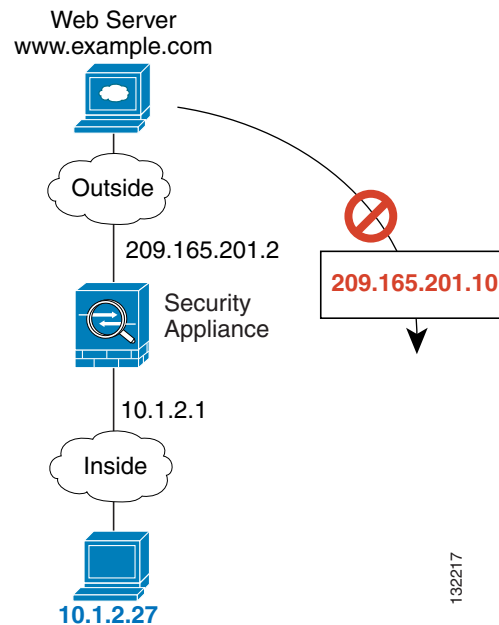 Web Server
www.example.com
Outside
209.165.201.2
209.165.201.10
Security
Appliance
10.1.2.1
Inside
10.1.2.27
132217